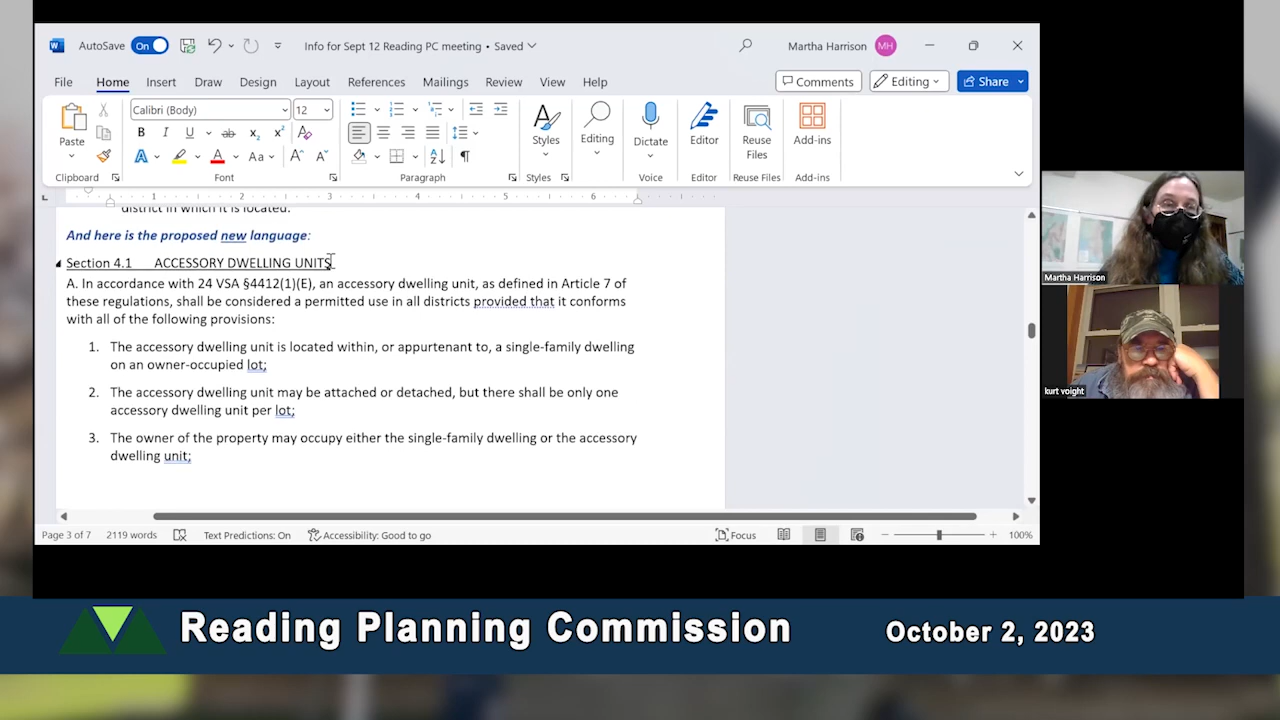 AutoSave On Info for Sept 12 Reading PC meeting • Saved Martha Harrison MH
File Home Insert Draw Design Layout References Mailings Review View Help Comments Editing Share
Calibri (Body) 12
Paste Styles Editing Dictate Editor Reuse Files Add-ins
Clipboard Font Paragraph Styles Voice Editor Reuse Files Add-ins
1 2 3 4 5 6
district in which it is located.
And here is the proposed new language:
Section 4.1 ACCESSORY DWELLING UNITS
A. In accordance with 24 VSA §4412(1)(E), an accessory dwelling unit, as defined in Article 7 of
these regulations, shall be considered a permitted use in all districts provided that it conforms
with all of the following provisions:
1. The accessory dwelling unit is located within, or appurtenant to, a single-family dwelling
on an owner-occupied lot;
2. The accessory dwelling unit may be attached or detached, but there shall be only one
accessory dwelling unit per lot;
3. The owner of the property may occupy either the single-family dwelling or the accessory
dwelling unit;
Page 3 of 7 2119 words Text Predictions: On Accessibility: Good to go Focus 100%
Martha Harrison
kurt voight
Reading Planning Commission October 2, 2023